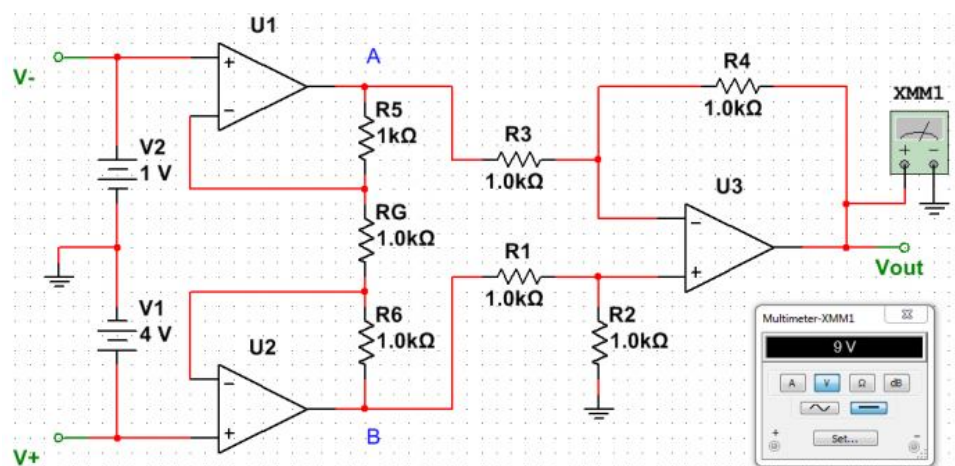 U1
A
R4
1.0kΩ
XMM1
V-
+
-
R5
1kΩ
R3
1.0kΩ
V2
1 V
U3
RG
1.0kΩ
-
+
Vout
R1
1.0kΩ
V1
4 V
U2
R6
1.0kΩ
R2
1.0kΩ
-
+
B
V+
+ -
Multimeter-XMM1
9 V
A V Ω dB
+ -
Set...